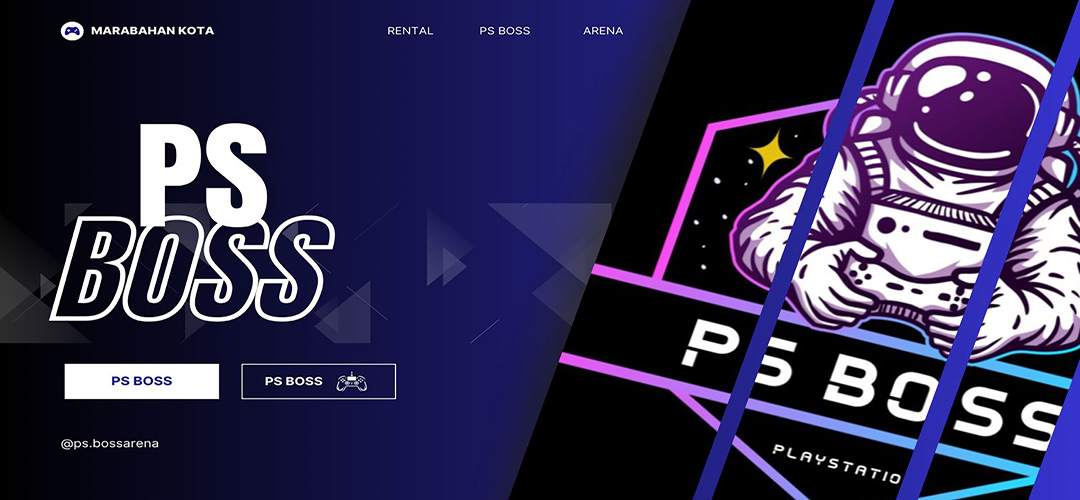 MARABAHAN KOTA
RENTAL
PS BOSS
ARENA
PS
BOSS
PS BOSS
PS BOSS
@ps.bossarena
PS BOSS
PLAYSTATIO